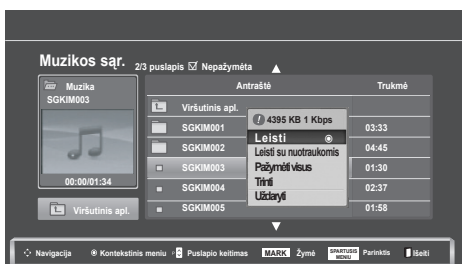 Muzikos sąr. 2/3 puslapis ☑ Nepažymėta
Muzika
SGKIM003
00:00/01:34
Viršutinis apl.
Antraštė Trukmė
Viršutinis apl.
SGKIM001 03:33
SGKIM002 04:45
SGKIM003 01:30
SGKIM004 02:37
SGKIM005 01:58
4395 KB 1 Kbps
Leisti
Leisti su nuotraukomis
Pažymėti visus
Trinti
Uždaryti
Navigacija Kontekstinis meniu Puslapio keitimas MARK Žymė SPARTUSIS MENIU Parinktis Išeiti